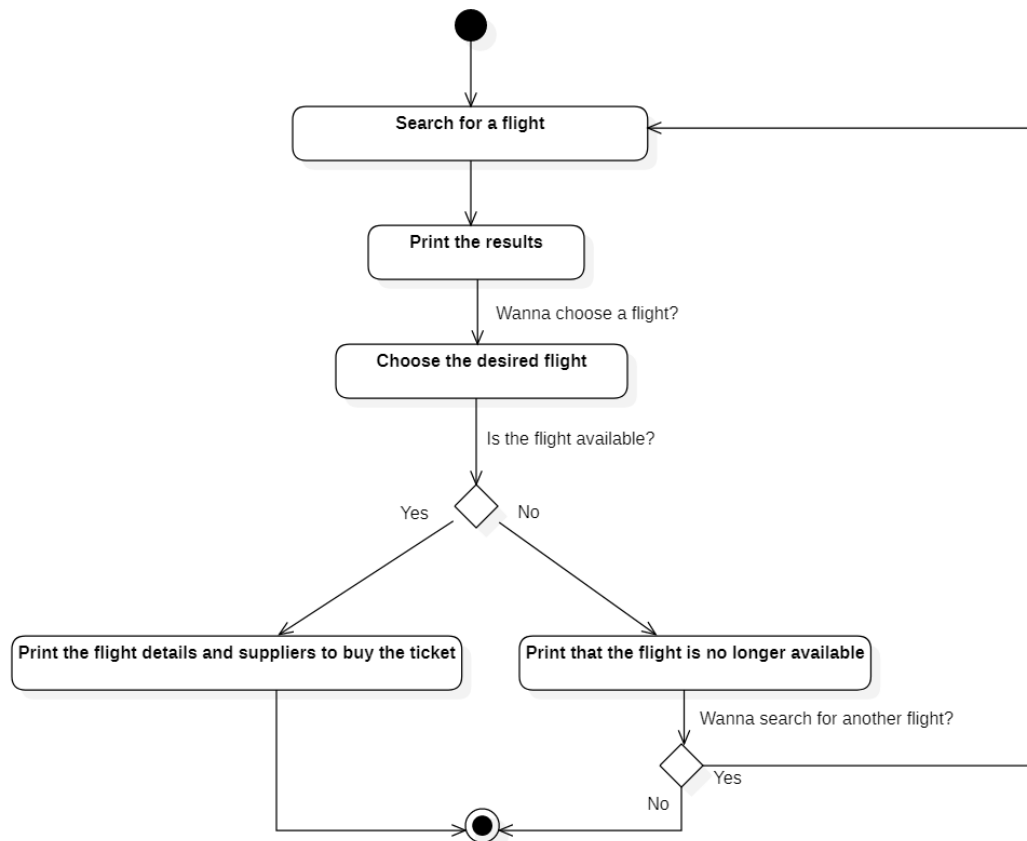 Search for a flight
Print the results
Wanna choose a flight?
Choose the desired flight
Is the flight available?
Yes
No
Print the flight details and suppliers to buy the ticket
Print that the flight is no longer available
Wanna search for another flight?
Yes
No